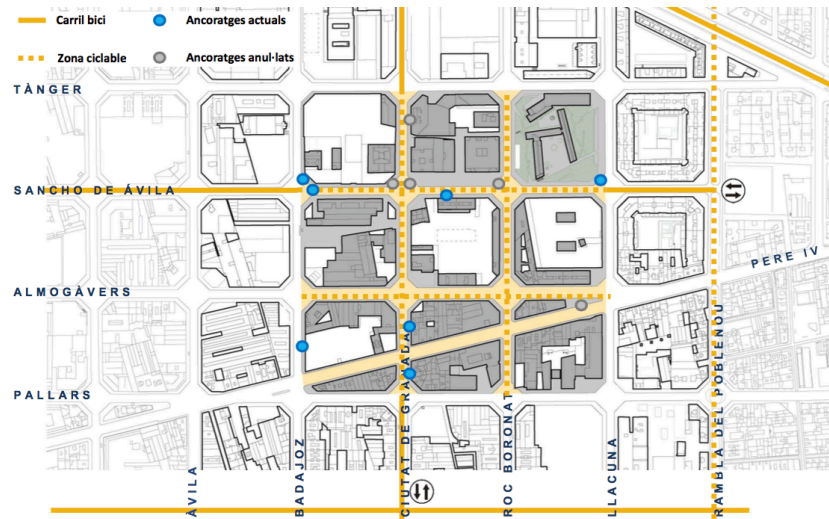 Carril bici
Ancoratges actuals
Zona ciclable
Ancoratges anul·lats
TÀNGER
SANCHO DE ÁVILA
PERE IV
ALMOGÀVERS
PALLARS
ÀVILA
BADAJOZ
CIUTAT DE GRANADA
ROC BORONAT
LLACUNA
RAMBLA DEL POBLENOU